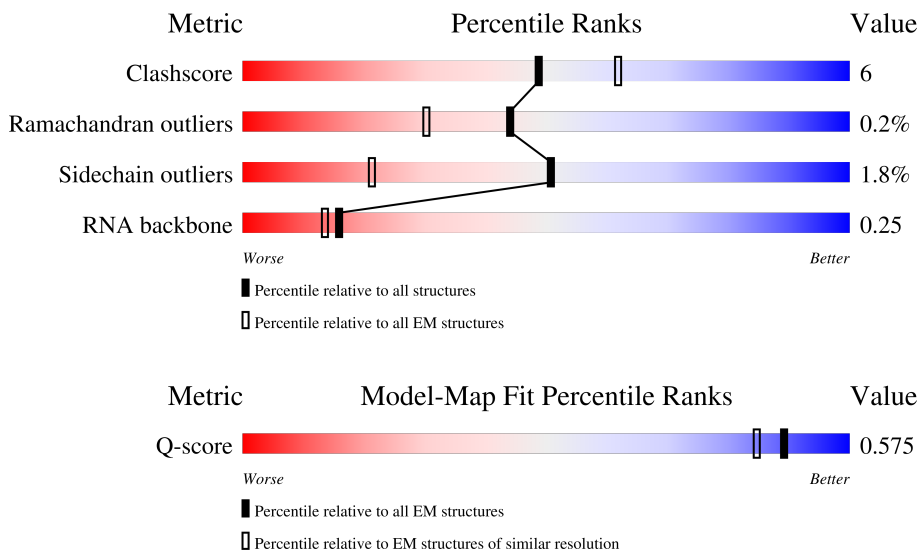 Metric Percentile Ranks Value
Clashscore 6
Ramachandran outliers 0.2%
Sidechain outliers 1.8%
RNA backbone 0.25
Worse Better
Percentile relative to all structures
Percentile relative to all EM structures
Metric Model-Map Fit Percentile Ranks Value
Q-score 0.575
Worse Better
Percentile relative to all EM structures
Percentile relative to EM structures of similar resolution